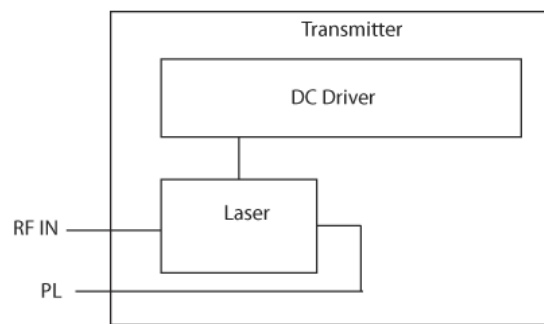 Transmitter
DC Driver
Laser
RF IN
PL